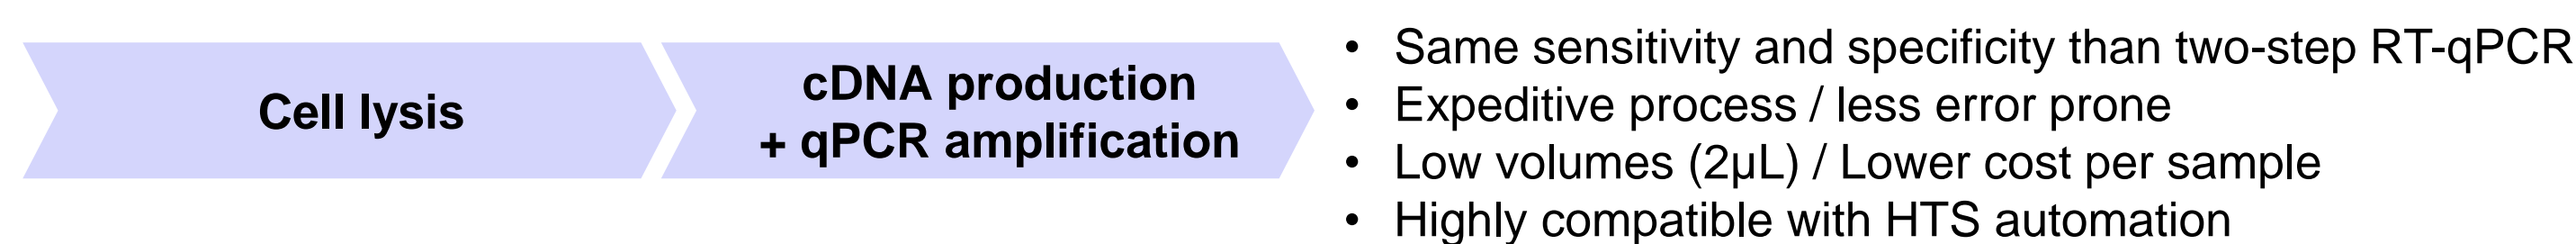 Cell lysis
cDNA production
+ qPCR amplification
• Same sensitivity and specificity than two-step RT-qPCR
• Expeditive process / less error prone
• Low volumes (2µL) / Lower cost per sample
• Highly compatible with HTS automation